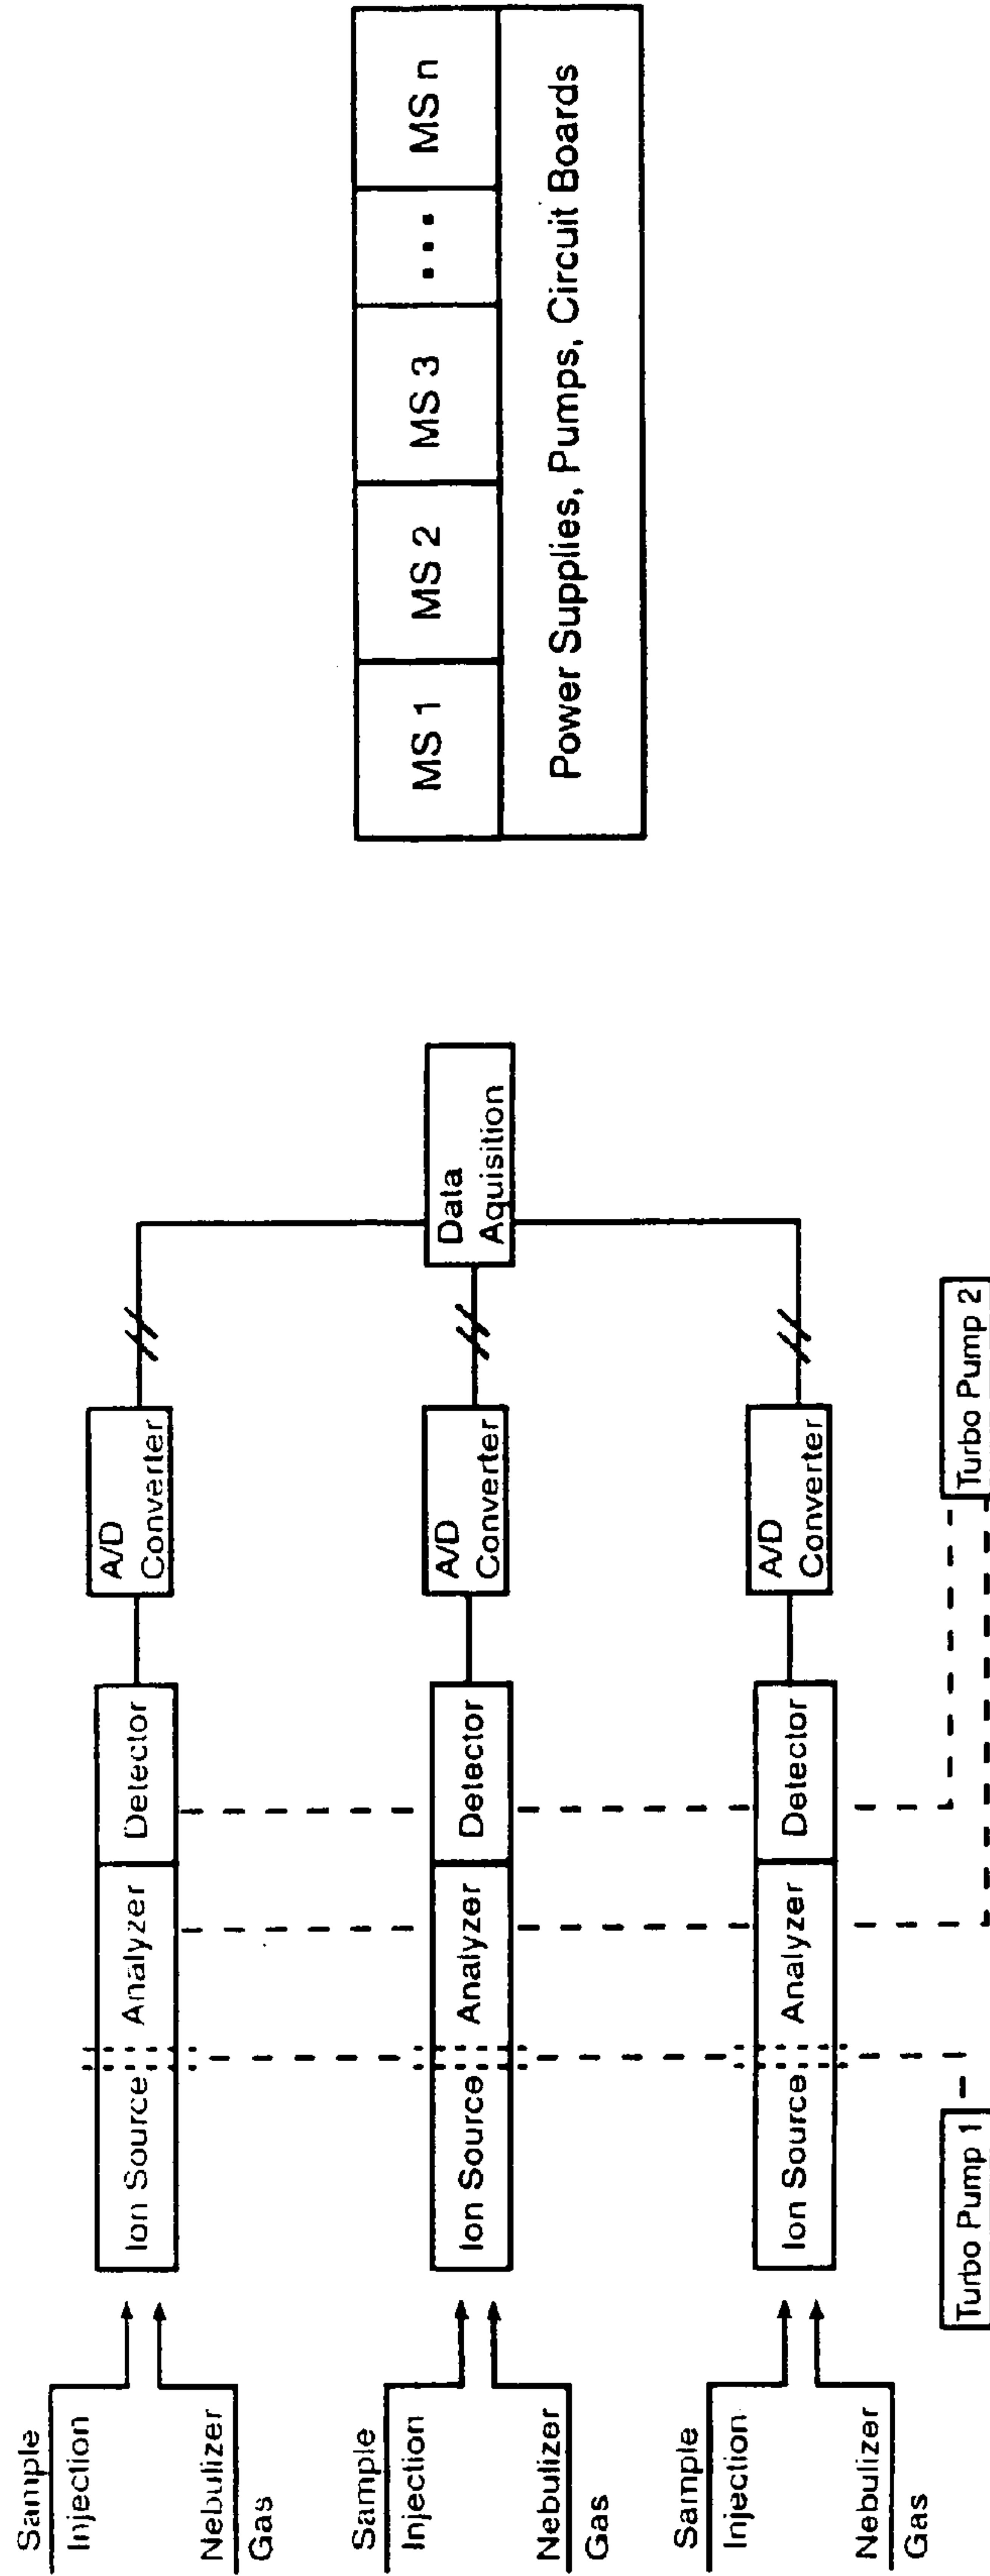 Sample
Injection
Nebulizer
Gas
Ion Source
Analyzer
Detector
A/D
Converter
Sample
Injection
Nebulizer
Gas
Ion Source
Analyzer
Detector
A/D
Converter
Data
Aquisition
Sample
Injection
Nebulizer
Gas
Ion Source
Analyzer
Detector
A/D
Converter
Turbo Pump 1
Turbo Pump 2
MS 1
MS 2
MS 3
...
MS n
Power Supplies, Pumps, Circuit Boards